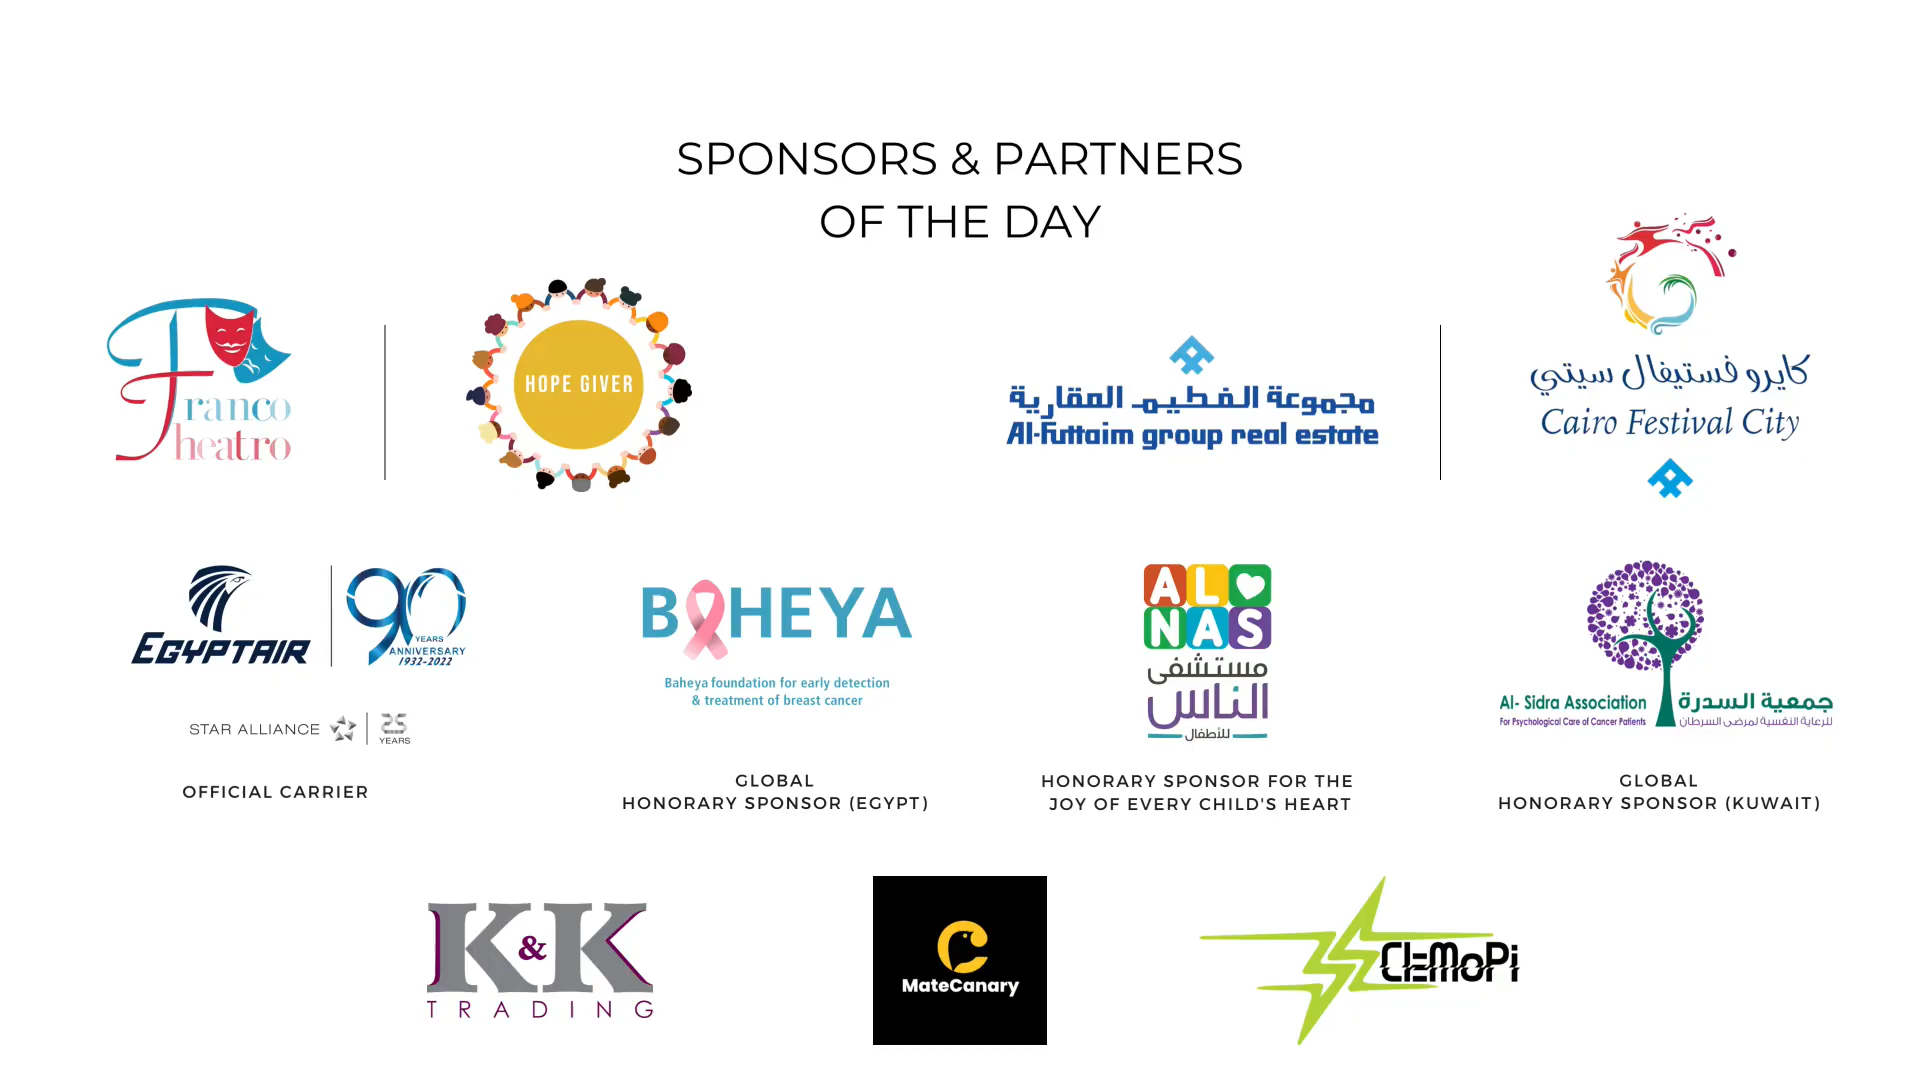 SPONSORS & PARTNERS
OF THE DAY
Franco
Theatro
HOPE GIVER
مجموعة الفطيم العقارية
Al-Futtaim group real estate
كايرو فستيفال سيتي
Cairo Festival City
EGYPTAIR
90
YEARS
ANNIVERSARY
1932-2022
STAR ALLIANCE
25
YEARS
OFFICIAL CARRIER
BAHEYA
Baheya foundation for early detection
& treatment of breast cancer
GLOBAL
HONORARY SPONSOR (EGYPT)
AL
NAS
مستشفى
الناس
للأطفال
HONORARY SPONSOR FOR THE
JOY OF EVERY CHILD'S HEART
Al- Sidra Association
For Psychological Care of Cancer Patients
جمعية السدرة
للرعاية النفسية لمرضى السرطان
GLOBAL
HONORARY SPONSOR (KUWAIT)
K&K
TRADING
MateCanary
ClEMoPi